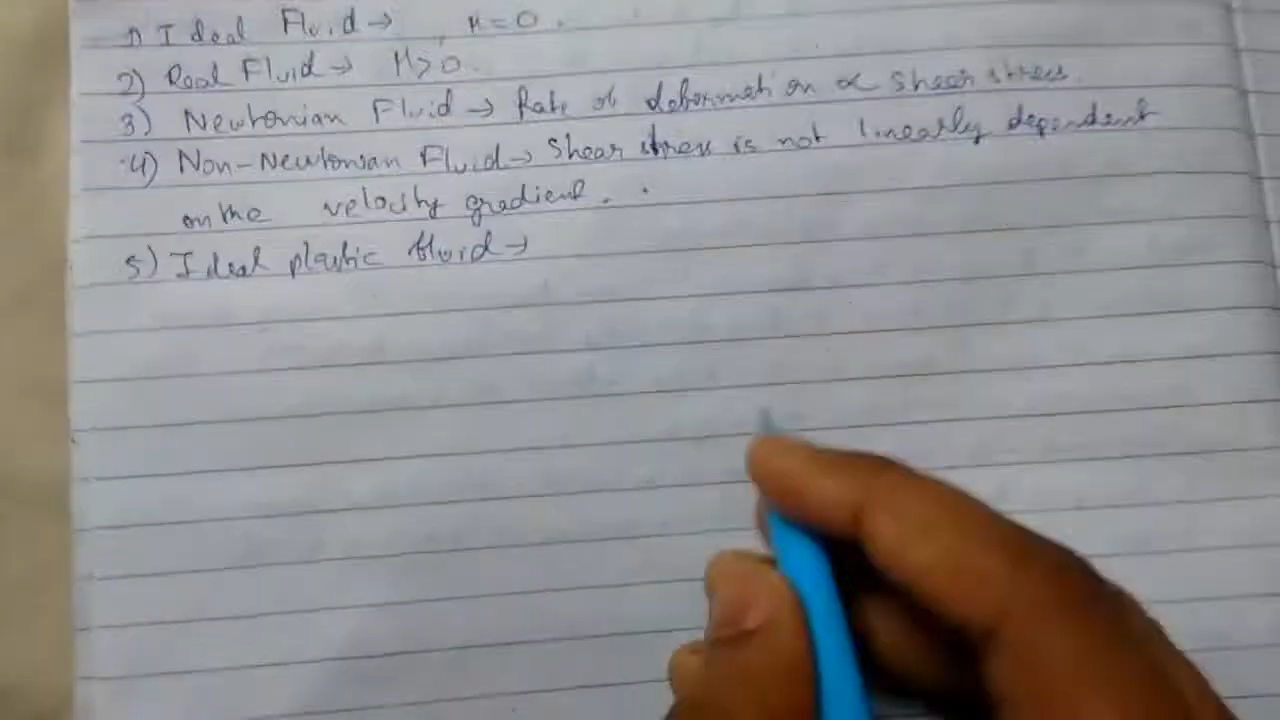 1) Ideal Fluid → , μ = 0.
2) Real Fluid → μ > 0.
3) Newtonian Fluid → Rate of deformation ∝ shear stress.
4) Non-Newtonian Fluid → Shear stress is not linearly dependent
on the velocity gradient.
5) Ideal plastic fluid →